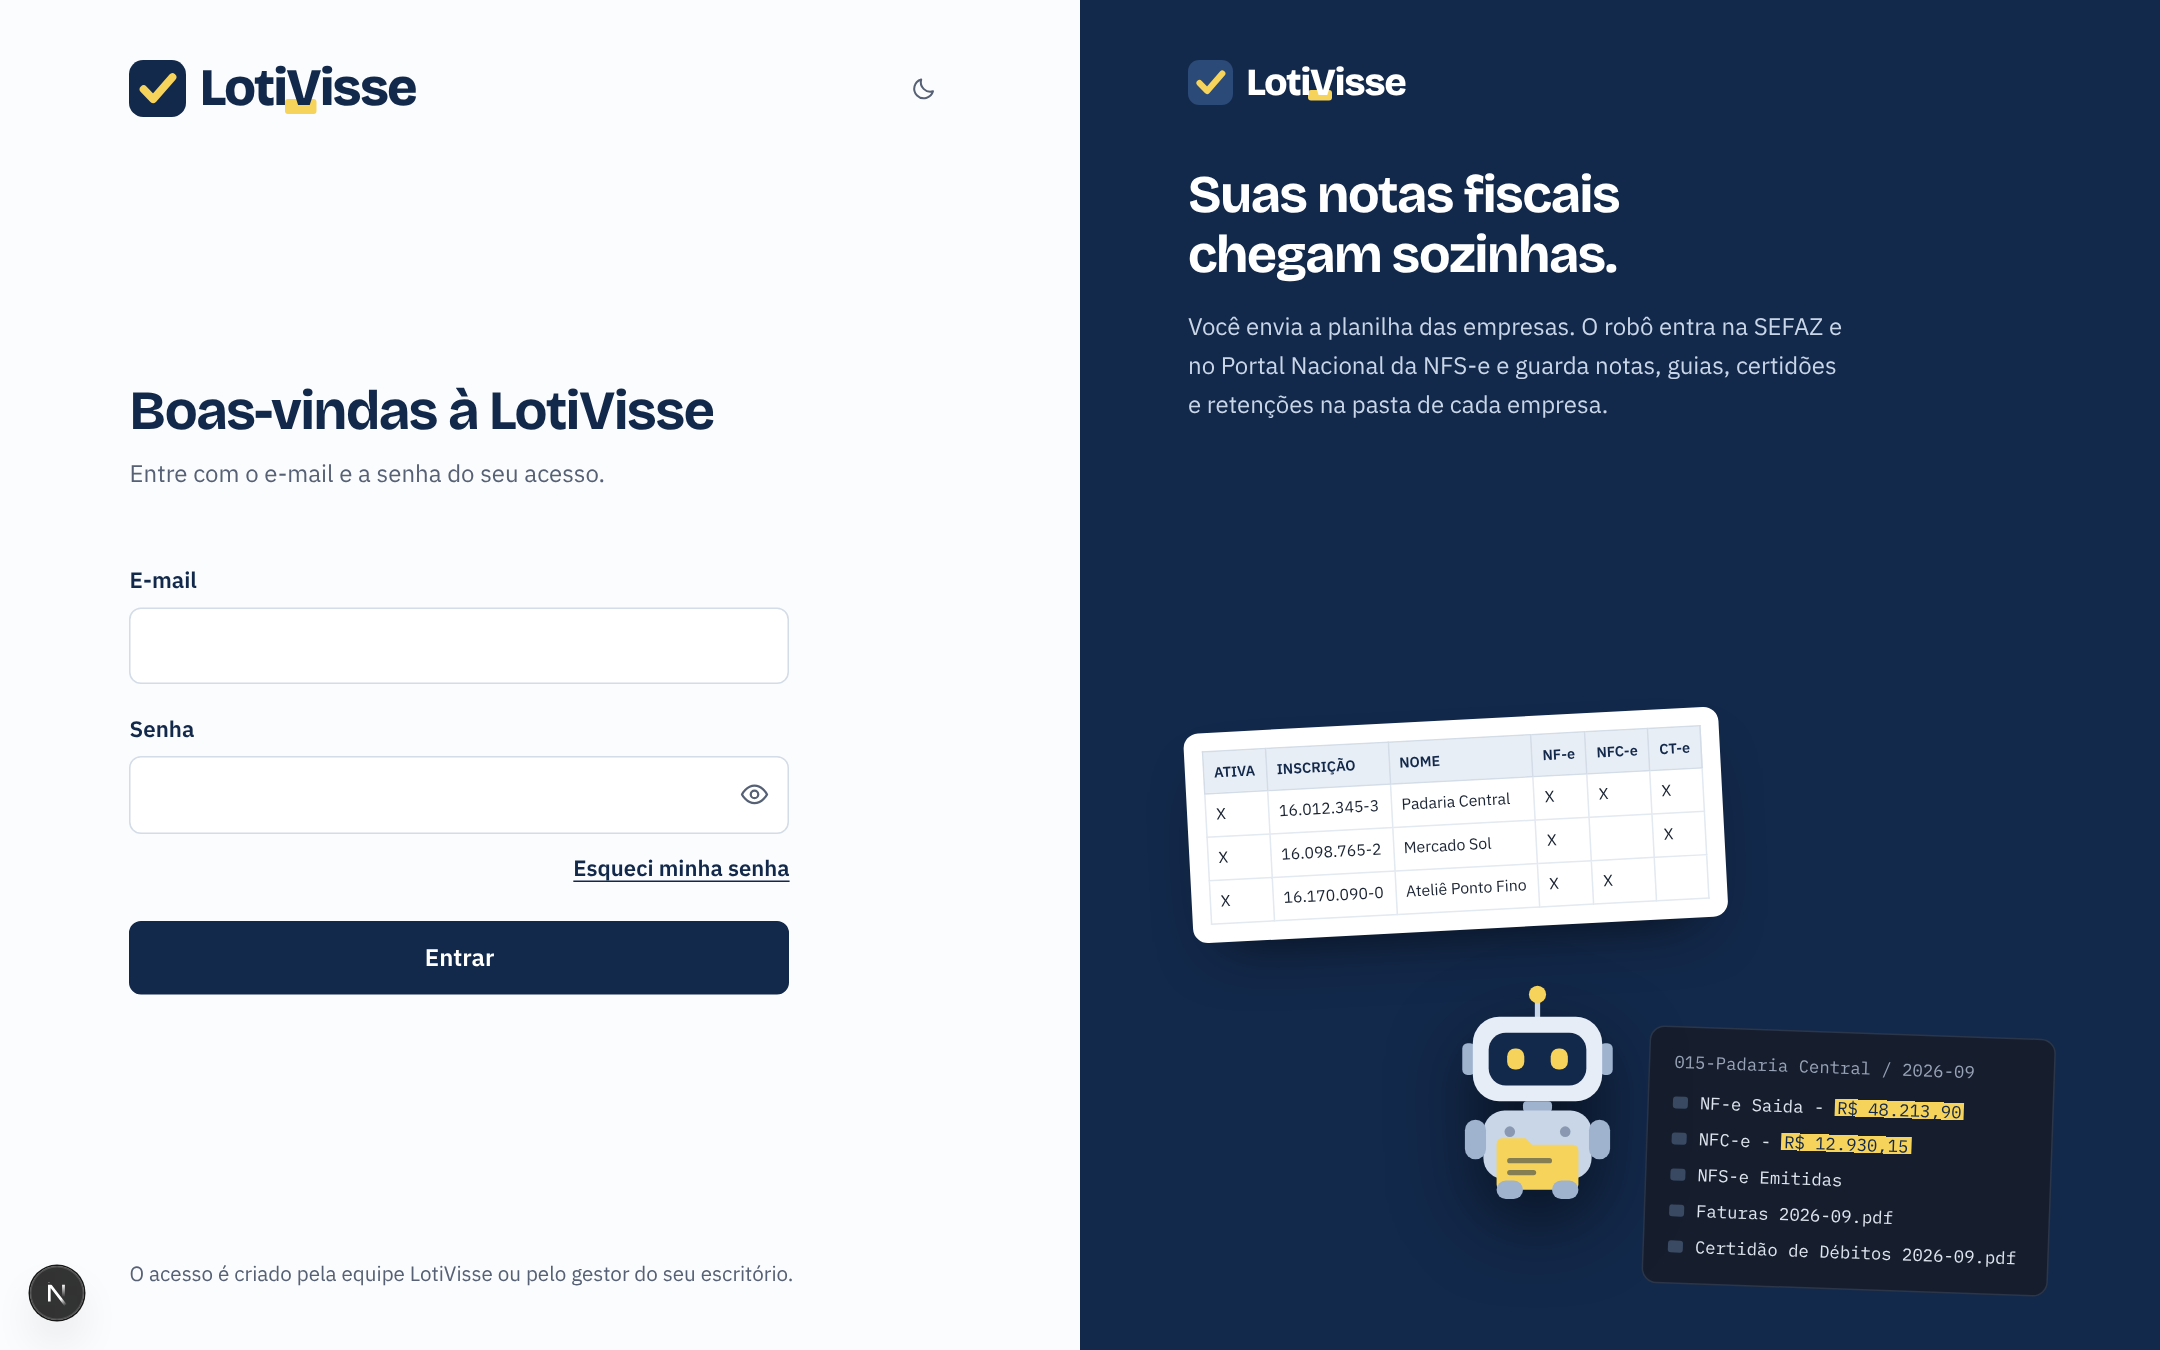 LotiVisse
Boas-vindas à LotiVisse
Entre com o e-mail e a senha do seu acesso.
E-mail
Senha
Esqueci minha senha
Entrar
O acesso é criado pela equipe LotiVisse ou pelo gestor do seu escritório.
N
LotiVisse
Suas notas fiscais
chegam sozinhas.
Você envia a planilha das empresas. O robô entra na SEFAZ e
no Portal Nacional da NFS-e e guarda notas, guias, certidões
e retenções na pasta de cada empresa.
ATIVA INSCRIÇÃO NOME NF-e NFC-e CT-e
X 16.012.345-3 Padaria Central X X X
X 16.098.765-2 Mercado Sol X X
X 16.170.090-0 Ateliê Ponto Fino X X
015-Padaria Central / 2026-09
NF-e Saida - R$ 48.213,90
NFC-e - R$ 12.930,15
NFS-e Emitidas
Faturas 2026-09.pdf
Certidão de Débitos 2026-09.pdf